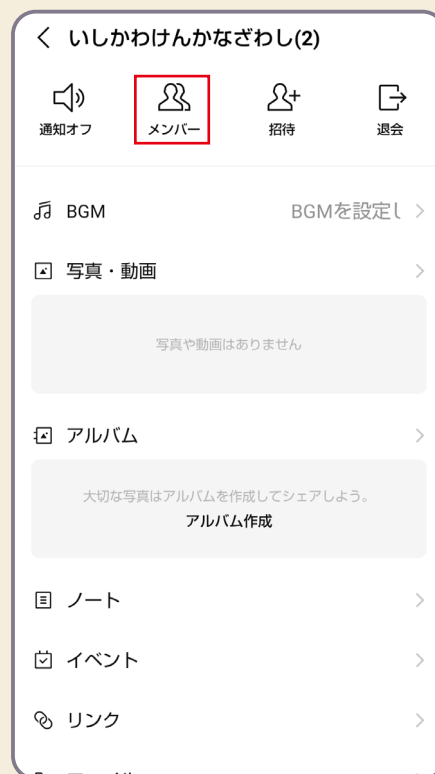 いしかわけんかなざわし(2)
通知オフ メンバー 招待 退会
BGM BGMを設定し
写真・動画
写真や動画はありません
アルバム
大切な写真はアルバムを作成してシェアしよう。
アルバム作成
ノート
イベント
リンク